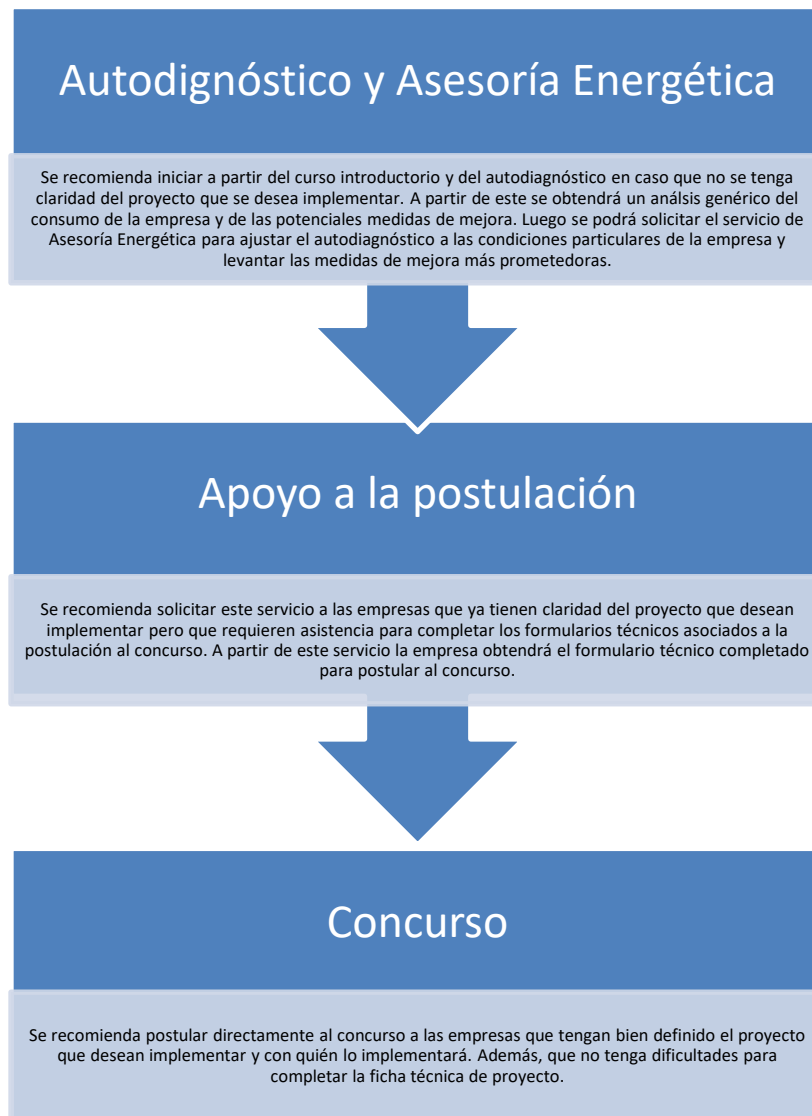 Autodignóstico y Asesoría Energética
Se recomienda iniciar a partir del curso introductorio y del autodiagnóstico en caso que no se tenga
claridad del proyecto que se desea implementar. A partir de este se obtendrá un análsis genérico del
consumo de la empresa y de las potenciales medidas de mejora. Luego se podrá solicitar el servicio de
Asesoría Energética para ajustar el autodiagnóstico a las condiciones particulares de la empresa y
levantar las medidas de mejora más prometedoras.
Apoyo a la postulación
Se recomienda solicitar este servicio a las empresas que ya tienen claridad del proyecto que desean
implementar pero que requieren asistencia para completar los formularios técnicos asociados a la
postulación al concurso. A partir de este servicio la empresa obtendrá el formulario técnico completado
para postular al concurso.
Concurso
Se recomienda postular directamente al concurso a las empresas que tengan bien definido el proyecto
que desean implementar y con quién lo implementará. Además, que no tenga dificultades para
completar la ficha técnica de proyecto.